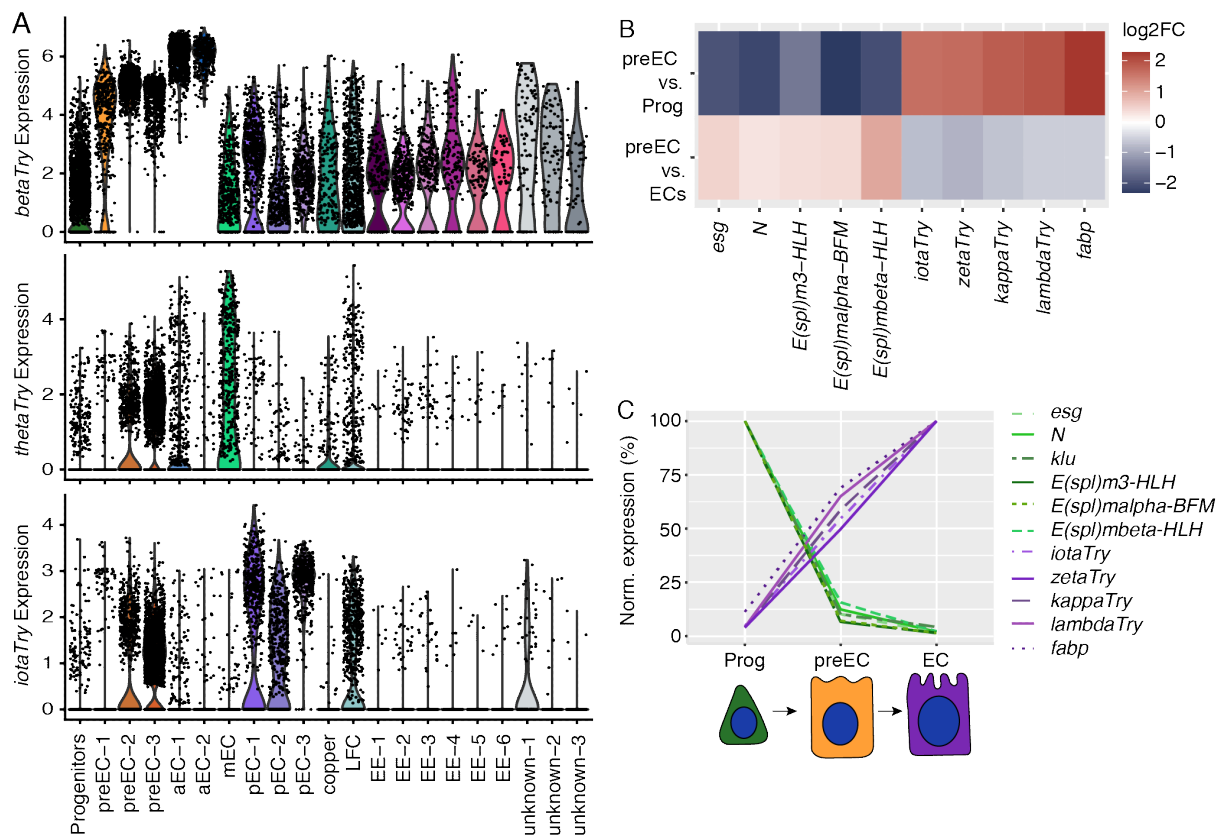 A
betaTry Expression
6
4
2
0
thetaTry Expression
4
2
0
iotaTry Expression
4
3
2
1
0
Progenitors
preEC−1
preEC−2
preEC−3
aEC−1
aEC−2
mEC
pEC−1
pEC−2
pEC−3
copper
LFC
EE−1
EE−2
EE−3
EE−4
EE−5
EE−6
unknown−1
unknown−2
unknown−3
B
preEC
vs.
Prog
preEC
vs.
ECs
esg
N
E(spl)m3−HLH
E(spl)malpha−BFM
E(spl)mbeta−HLH
iotaTry
zetaTry
kappaTry
lambdaTry
fabp
log2FC
2
1
0
−1
−2
C
Norm. expression (%)
100
75
50
25
0
Prog
preEC
EC
esg
N
klu
E(spl)m3-HLH
E(spl)malpha-BFM
E(spl)mbeta-HLH
iotaTry
zetaTry
kappaTry
lambdaTry
fabp